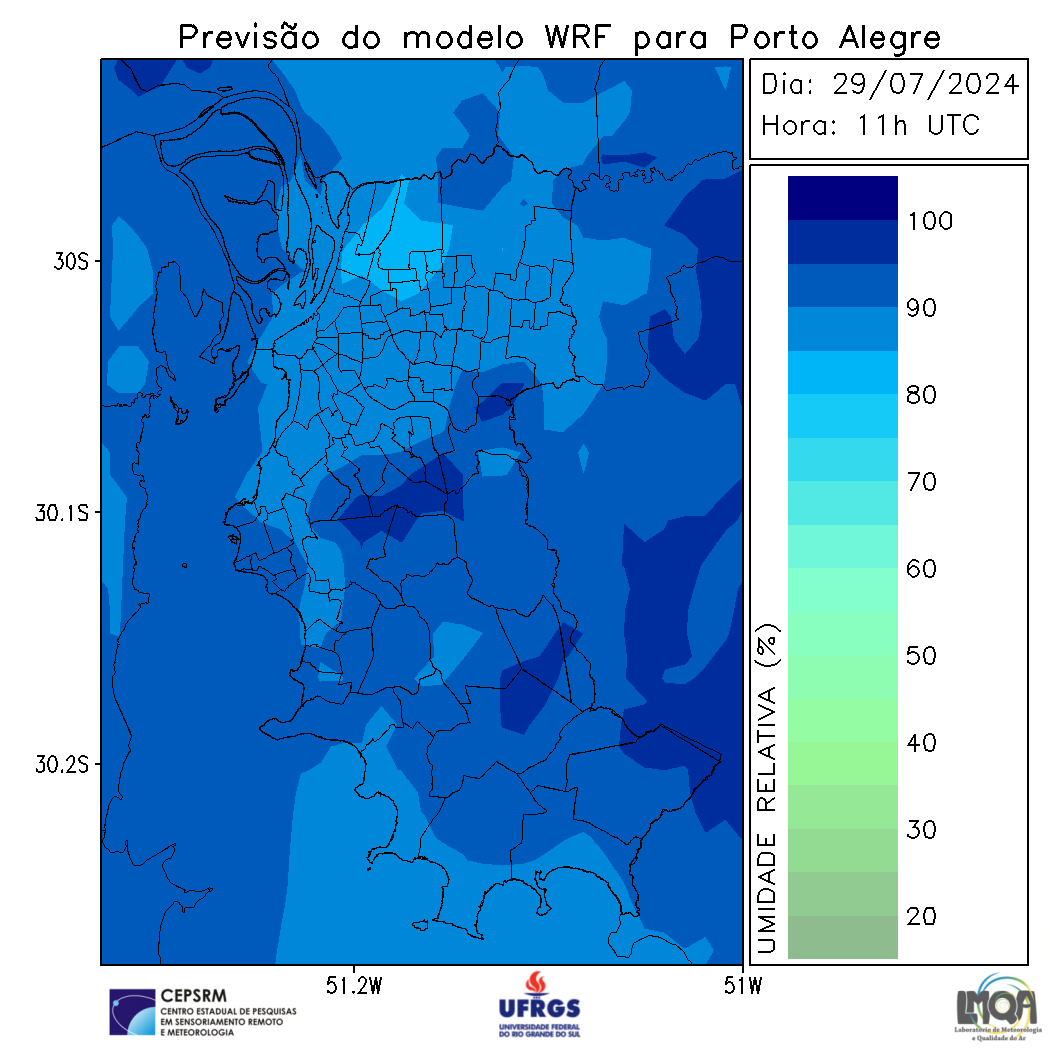 Previsão do modelo WRF para Porto Alegre
Dia: 29/07/2024
Hora: 11h UTC
30S
30.1S
30.2S
51.2W
51W
100
90
80
70
60
50
40
30
20
UMIDADE RELATIVA (%)
CEPSRM
CENTRO ESTADUAL DE PESQUISAS
EM SENSORIAMENTO REMOTO
E METEOROLOGIA
UFRGS
UNIVERSIDADE FEDERAL
DO RIO GRANDE DO SUL
LMQA
Laboratório de Meteorologia
e Qualidade do Ar